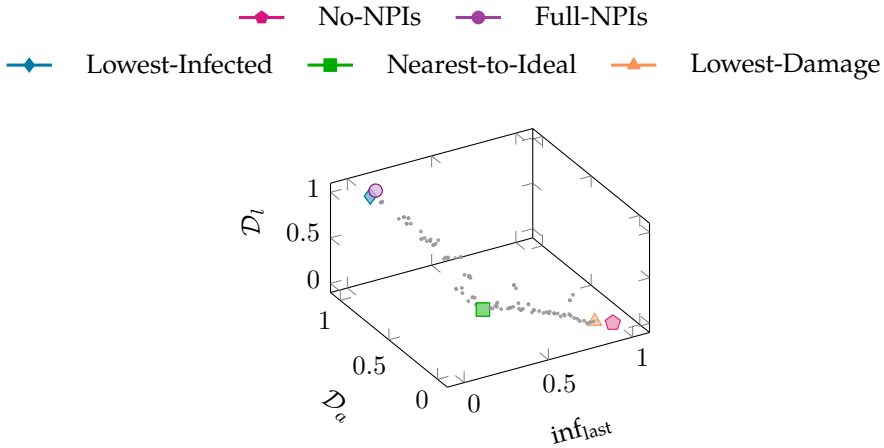 No-NPIs Full-NPIs
Lowest-Infected Nearest-to-Ideal Lowest-Damage
1
0.5
0
𝒟l
1
0.5
0
𝒟a
0
0.5
1
inflast